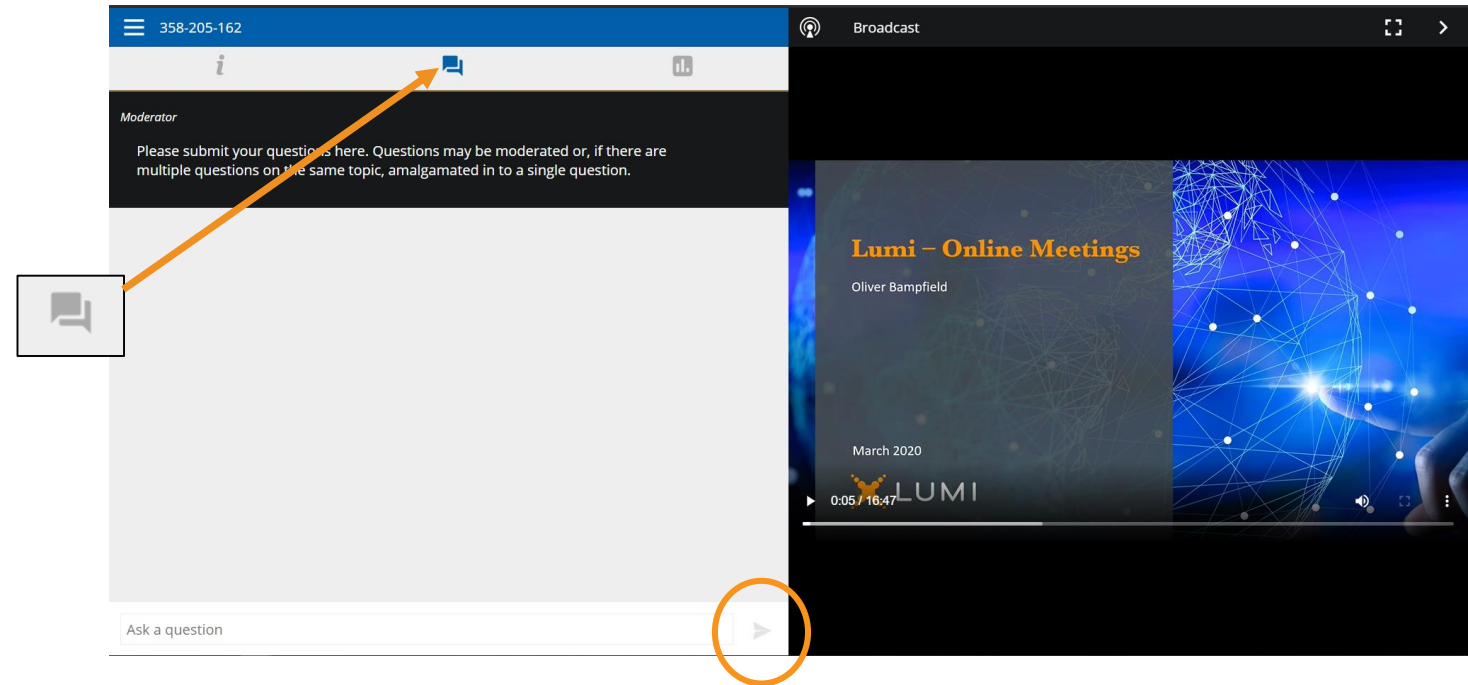 358-205-162
Broadcast
i
Moderator
Please submit your questions here. Questions may be moderated or, if there are
multiple questions on the same topic, amalgamated in to a single question.
Lumi – Online Meetings
Oliver Bampfield
March 2020
LUMI
0:05 / 16:47
Ask a question